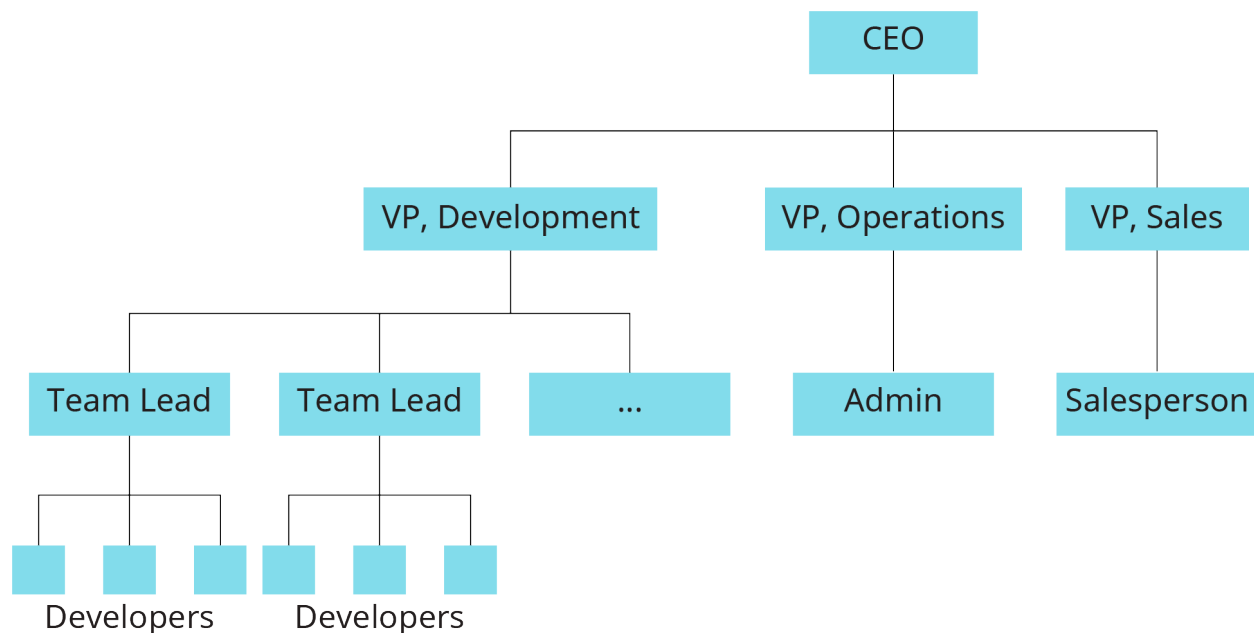 CEO
VP, Development
VP, Operations
VP, Sales
Team Lead
Team Lead
...
Admin
Salesperson
Developers
Developers